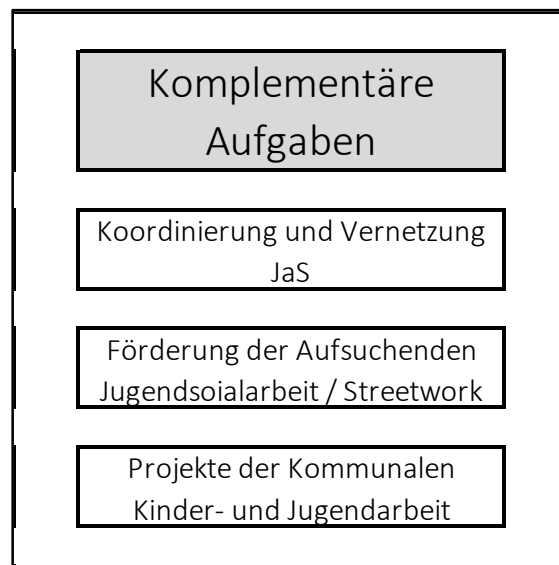 Komplementäre
Aufgaben
Koordinierung und Vernetzung
JaS
Förderung der Aufsuchenden
Jugendsoialarbeit / Streetwork
Projekte der Kommunalen
Kinder- und Jugendarbeit